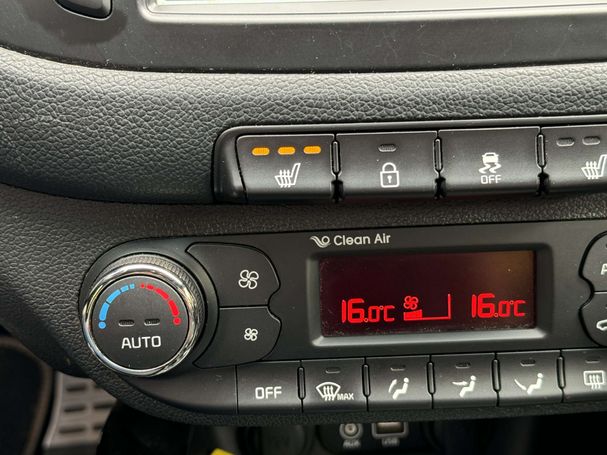 OFF
Clean Air
16.0°C 16.0°C
AUTO
OFF
MAX